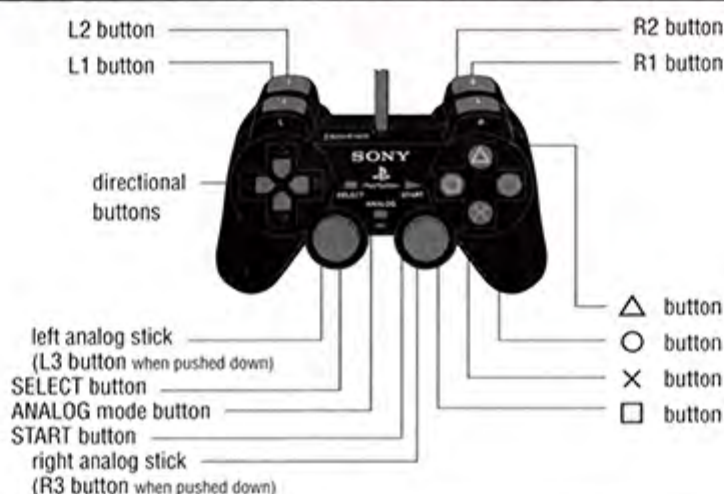 L2 button
L1 button
R2 button
R1 button
SONY
PlayStation
SELECT
START
ANALOG
directional
buttons
△ button
○ button
✕ button
□ button
left analog stick
(L3 button when pushed down)
SELECT button
ANALOG mode button
START button
right analog stick
(R3 button when pushed down)